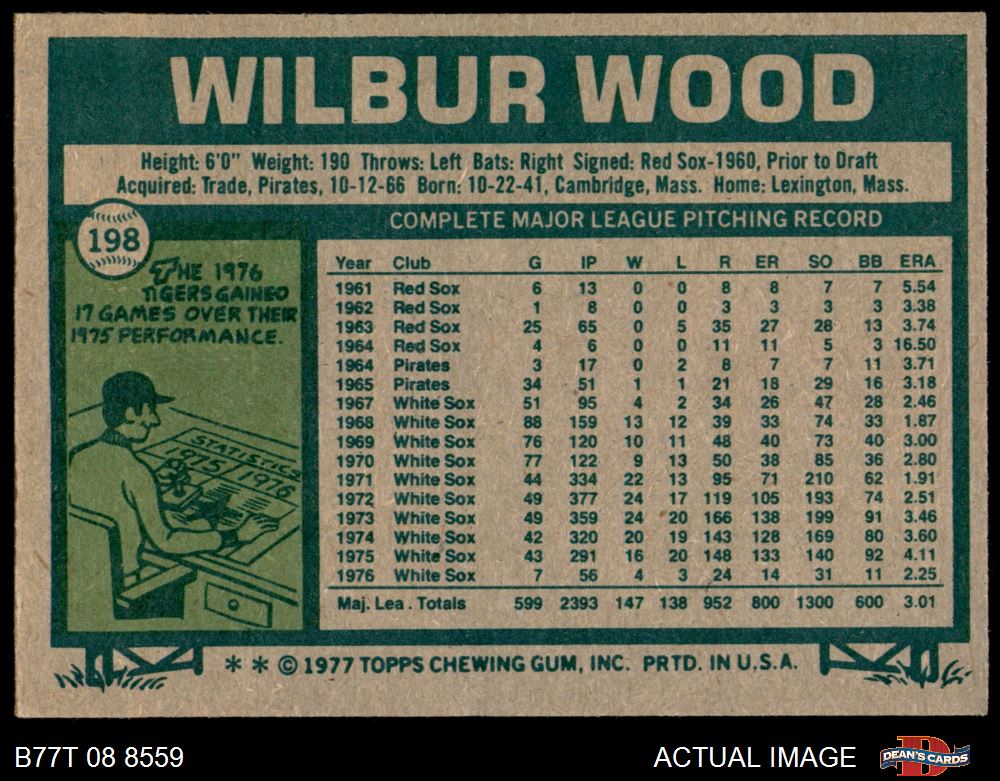 WILBUR WOOD
Height: 6'0" Weight: 190 Throws: Left Bats: Right Signed: Red Sox-1960, Prior to Draft
Acquired: Trade, Pirates, 10-12-66 Born: 10-22-41, Cambridge, Mass. Home: Lexington, Mass.
198
THE 1976
TIGERS GAINED
17 GAMES OVER THEIR
1975 PERFORMANCE.
STATISTICS
1975 1976
COMPLETE MAJOR LEAGUE PITCHING RECORD
Year Club G IP W L R ER SO BB ERA
1961 Red Sox 6 13 0 0 8 8 7 7 5.54
1962 Red Sox 1 8 0 0 3 3 3 3 3.38
1963 Red Sox 25 65 0 5 35 27 28 13 3.74
1964 Red Sox 4 6 0 0 11 11 5 3 16.50
1964 Pirates 3 17 0 2 8 7 7 11 3.71
1965 Pirates 34 51 1 1 21 18 29 16 3.18
1967 White Sox 51 95 4 2 34 26 47 28 2.46
1968 White Sox 88 159 13 12 39 33 74 33 1.87
1969 White Sox 76 120 10 11 48 40 73 40 3.00
1970 White Sox 77 122 9 13 50 38 85 36 2.80
1971 White Sox 44 334 22 13 95 71 210 62 1.91
1972 White Sox 49 377 24 17 119 105 193 74 2.51
1973 White Sox 49 359 24 20 166 138 199 91 3.46
1974 White Sox 42 320 20 19 143 128 169 80 3.60
1975 White Sox 43 291 16 20 148 133 140 92 4.11
1976 White Sox 7 56 4 3 24 14 31 11 2.25
Maj. Lea. Totals 599 2393 147 138 952 800 1300 600 3.01
* * © 1977 TOPPS CHEWING GUM, INC. PRTD. IN U.S.A.
B77T 08 8559
ACTUAL IMAGE
D
DEAN'S CARDS